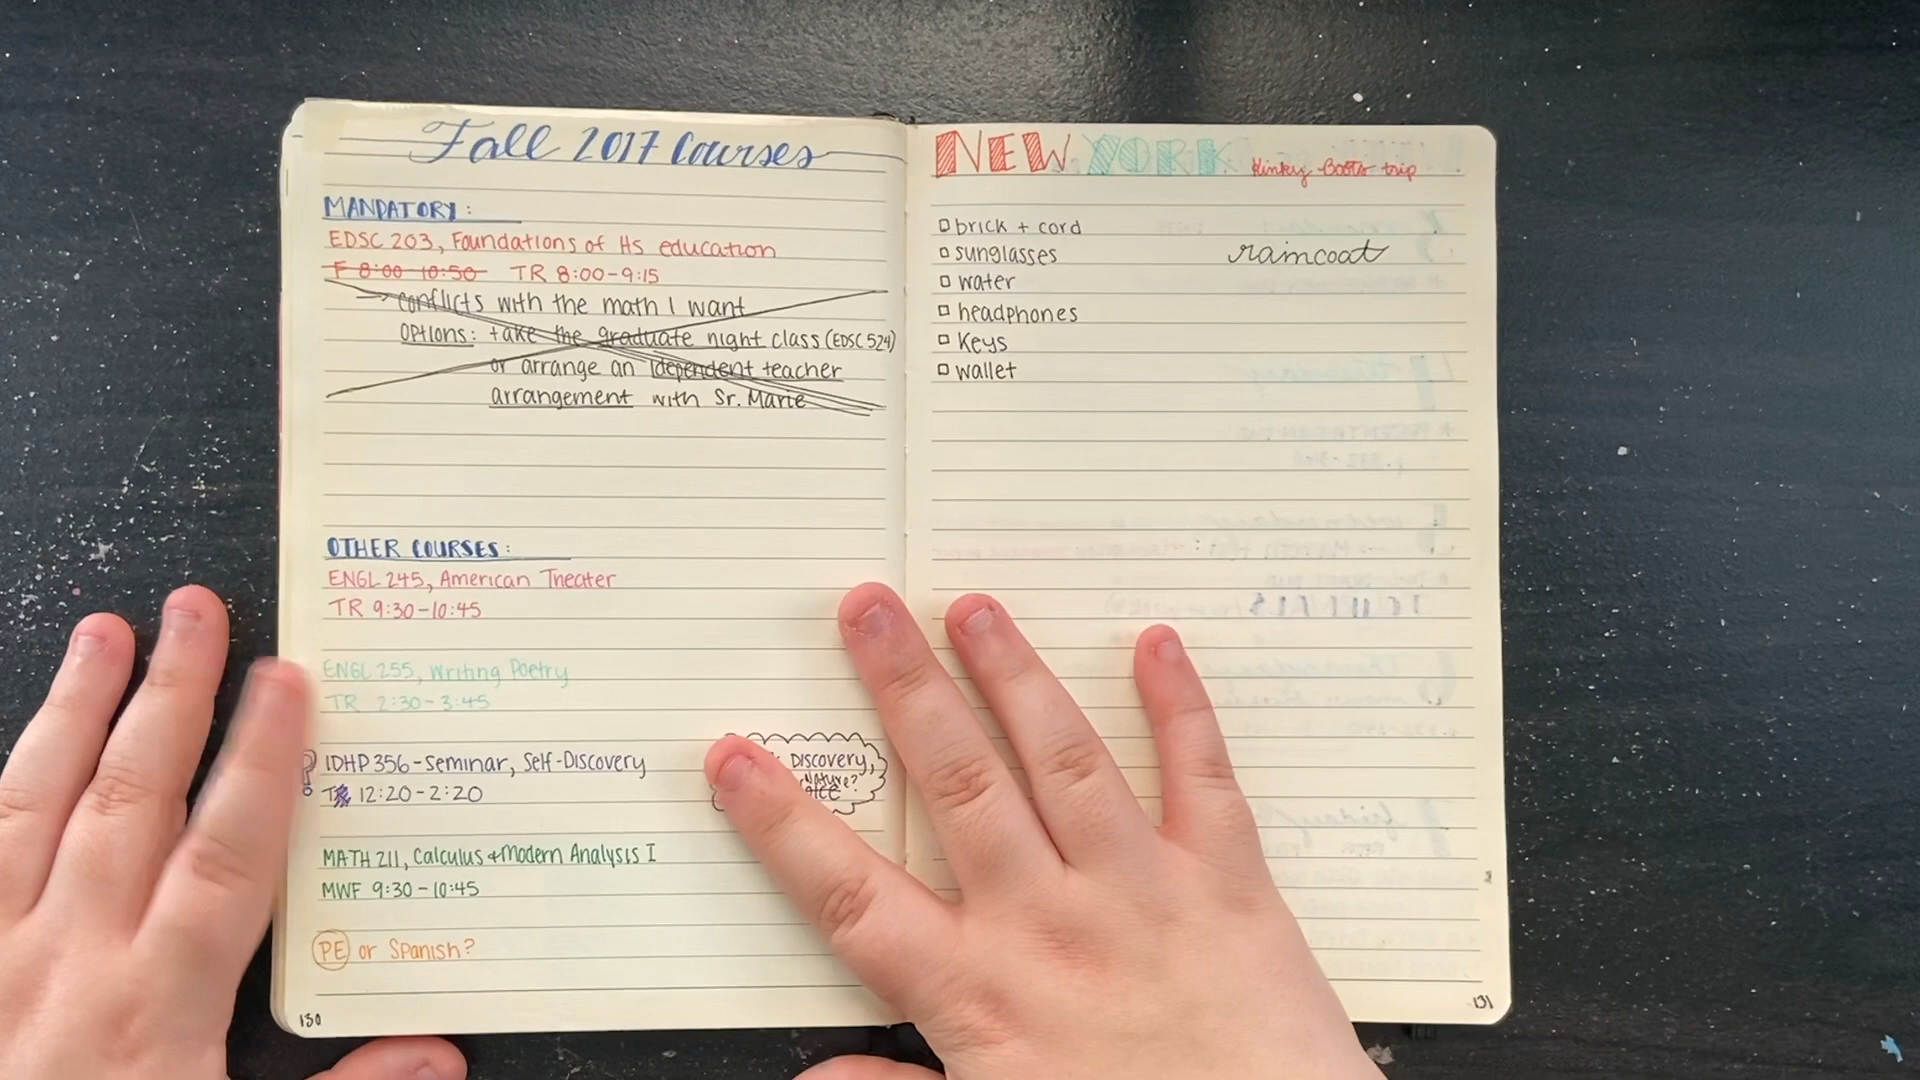 Fall 2017 Courses
MANDATORY:
EDSC 203, Foundations of Hs education
F 8:00-10:50 TR 8:00-9:15
→ conflicts with the math I want
OPTIONS: take the graduate night class (EDSC 524)
or arrange an idependent teacher
arrangement with Sr. Marie
OTHER COURSES:
ENGL 245, American Theater
TR 9:30-10:45
ENGL 255, Writing Poetry
TR 2:30-3:45
? IDHP 356-Seminar, Self-Discovery
T 12:20-2:20
Discovery,
Nature?
MATH 211, Calculus + Modern Analysis I
MWF 9:30-10:45
PE or Spanish?
130
NEW YORK Kinky Boots trip
brick + cord
sunglasses
raincoat
water
headphones
Keys
wallet
131